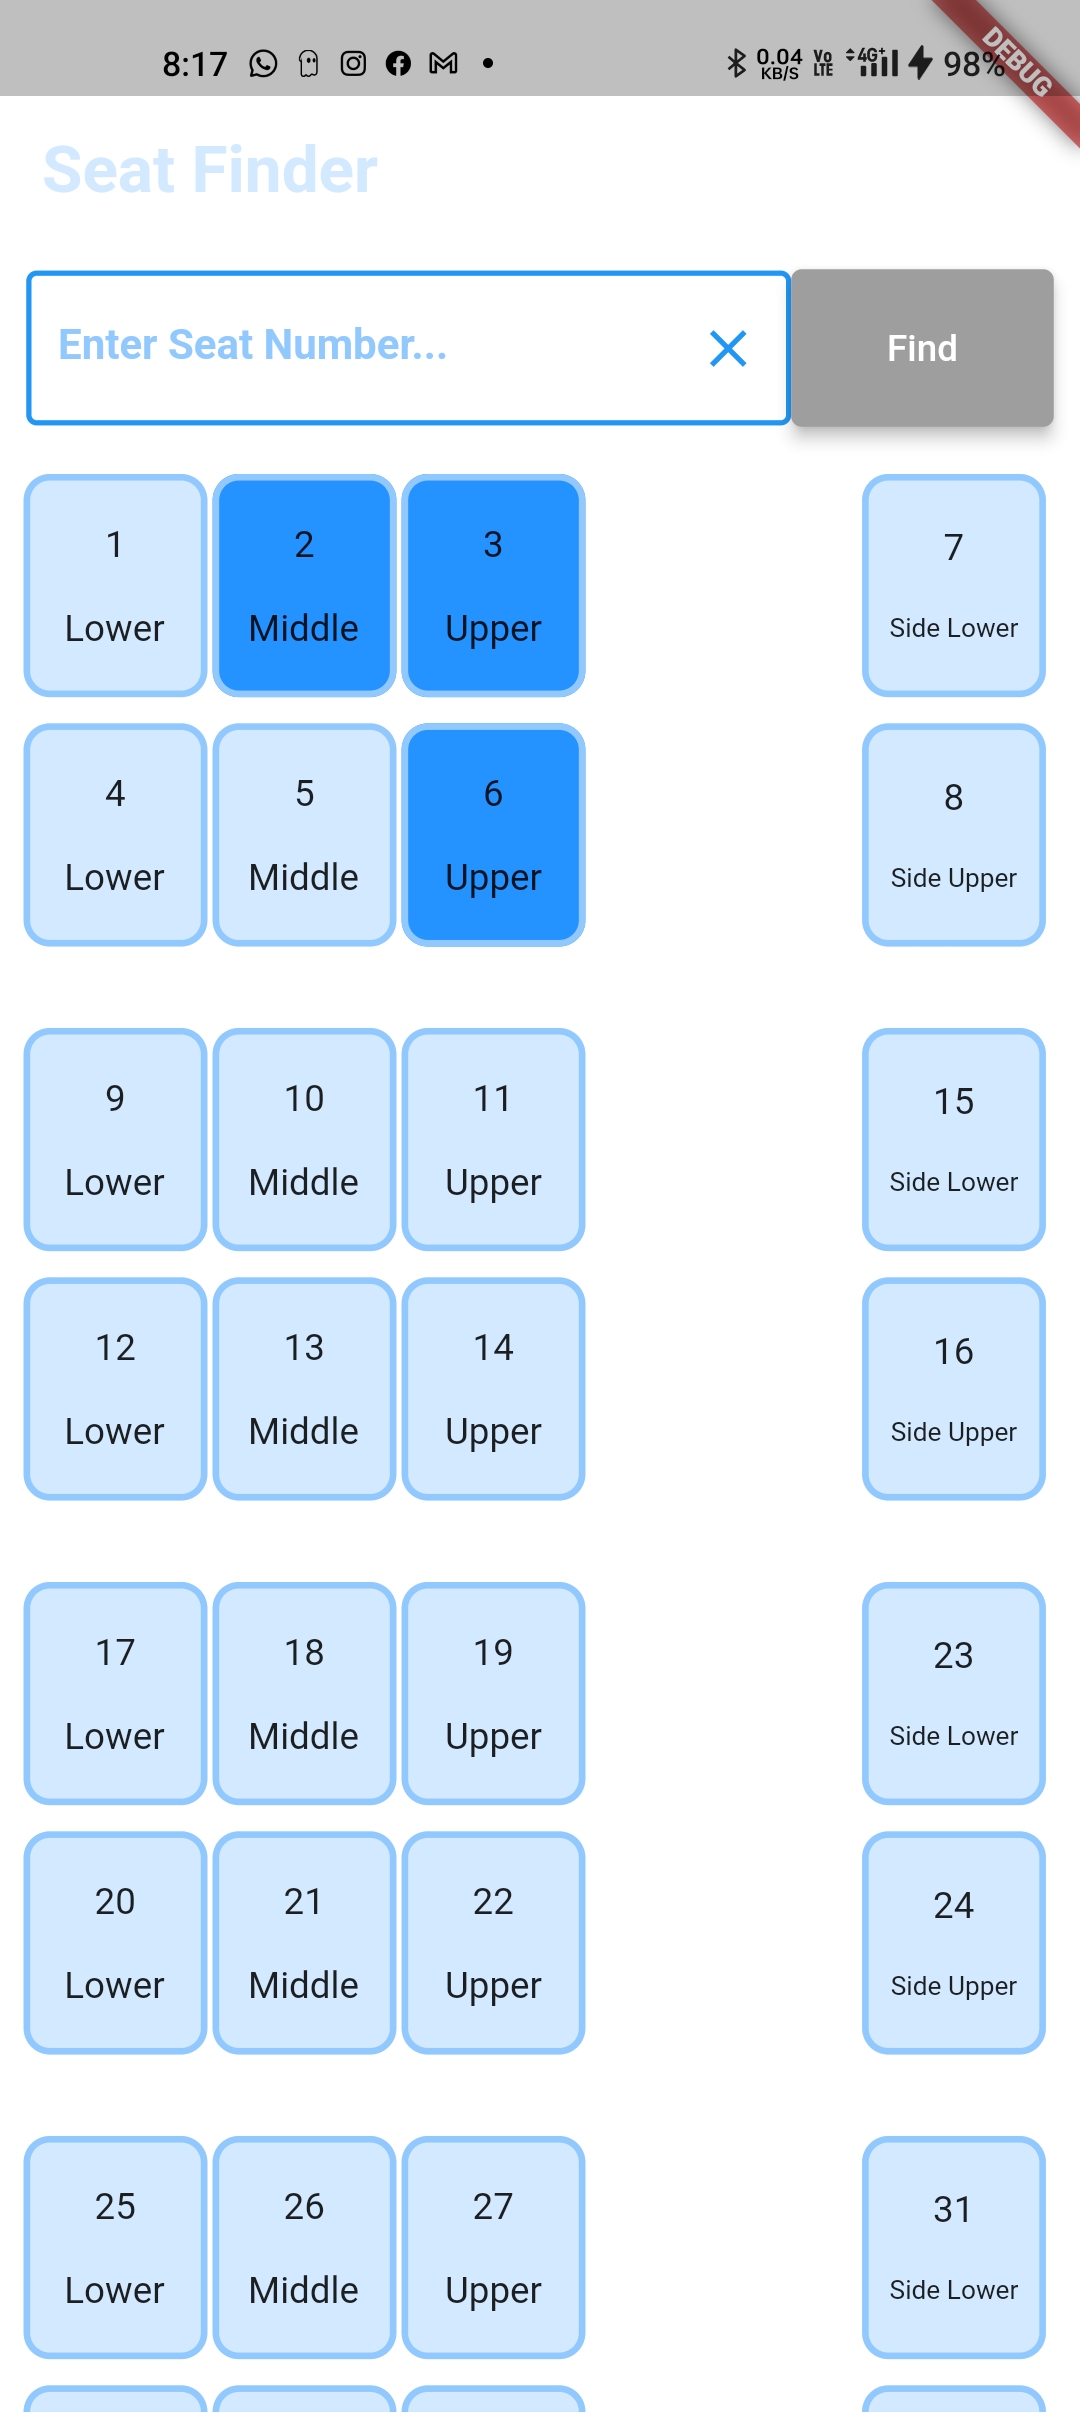 8:17 0.04 KB/S Vo LTE 4G+ 98%
DEBUG
Seat Finder
Enter Seat Number... Find
1 2 3 7
Lower Middle Upper Side Lower
4 5 6 8
Lower Middle Upper Side Upper
9 10 11 15
Lower Middle Upper Side Lower
12 13 14 16
Lower Middle Upper Side Upper
17 18 19 23
Lower Middle Upper Side Lower
20 21 22 24
Lower Middle Upper Side Upper
25 26 27 31
Lower Middle Upper Side Lower